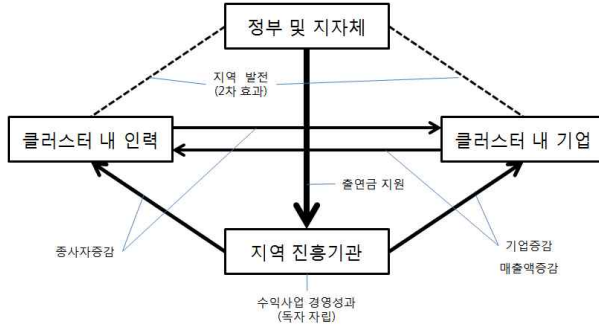 정부 및 지자체
지역 발전
(2차 효과)
클러스터 내 인력
클러스터 내 기업
출연금 지원
종사자증감
지역 진흥기관
기업증감
매출액증감
수익사업 경영성과
(독자 자립)